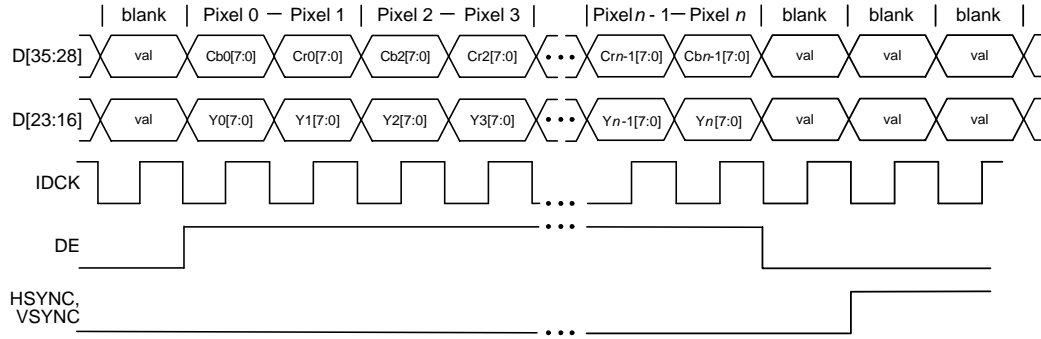 blank Pixel 0 — Pixel 1 Pixel 2 — Pixel 3 Pixel n - 1 — Pixel n blank blank blank
D[35:28] val Cb0[7:0] Cr0[7:0] Cb2[7:0] Cr2[7:0] ••• Crn-1[7:0] Cbn-1[7:0] val val val
D[23:16] val Y0[7:0] Y1[7:0] Y2[7:0] Y3[7:0] ••• Yn-1[7:0] Yn[7:0] val val val
IDCK •••
DE •••
HSYNC,
VSYNC •••